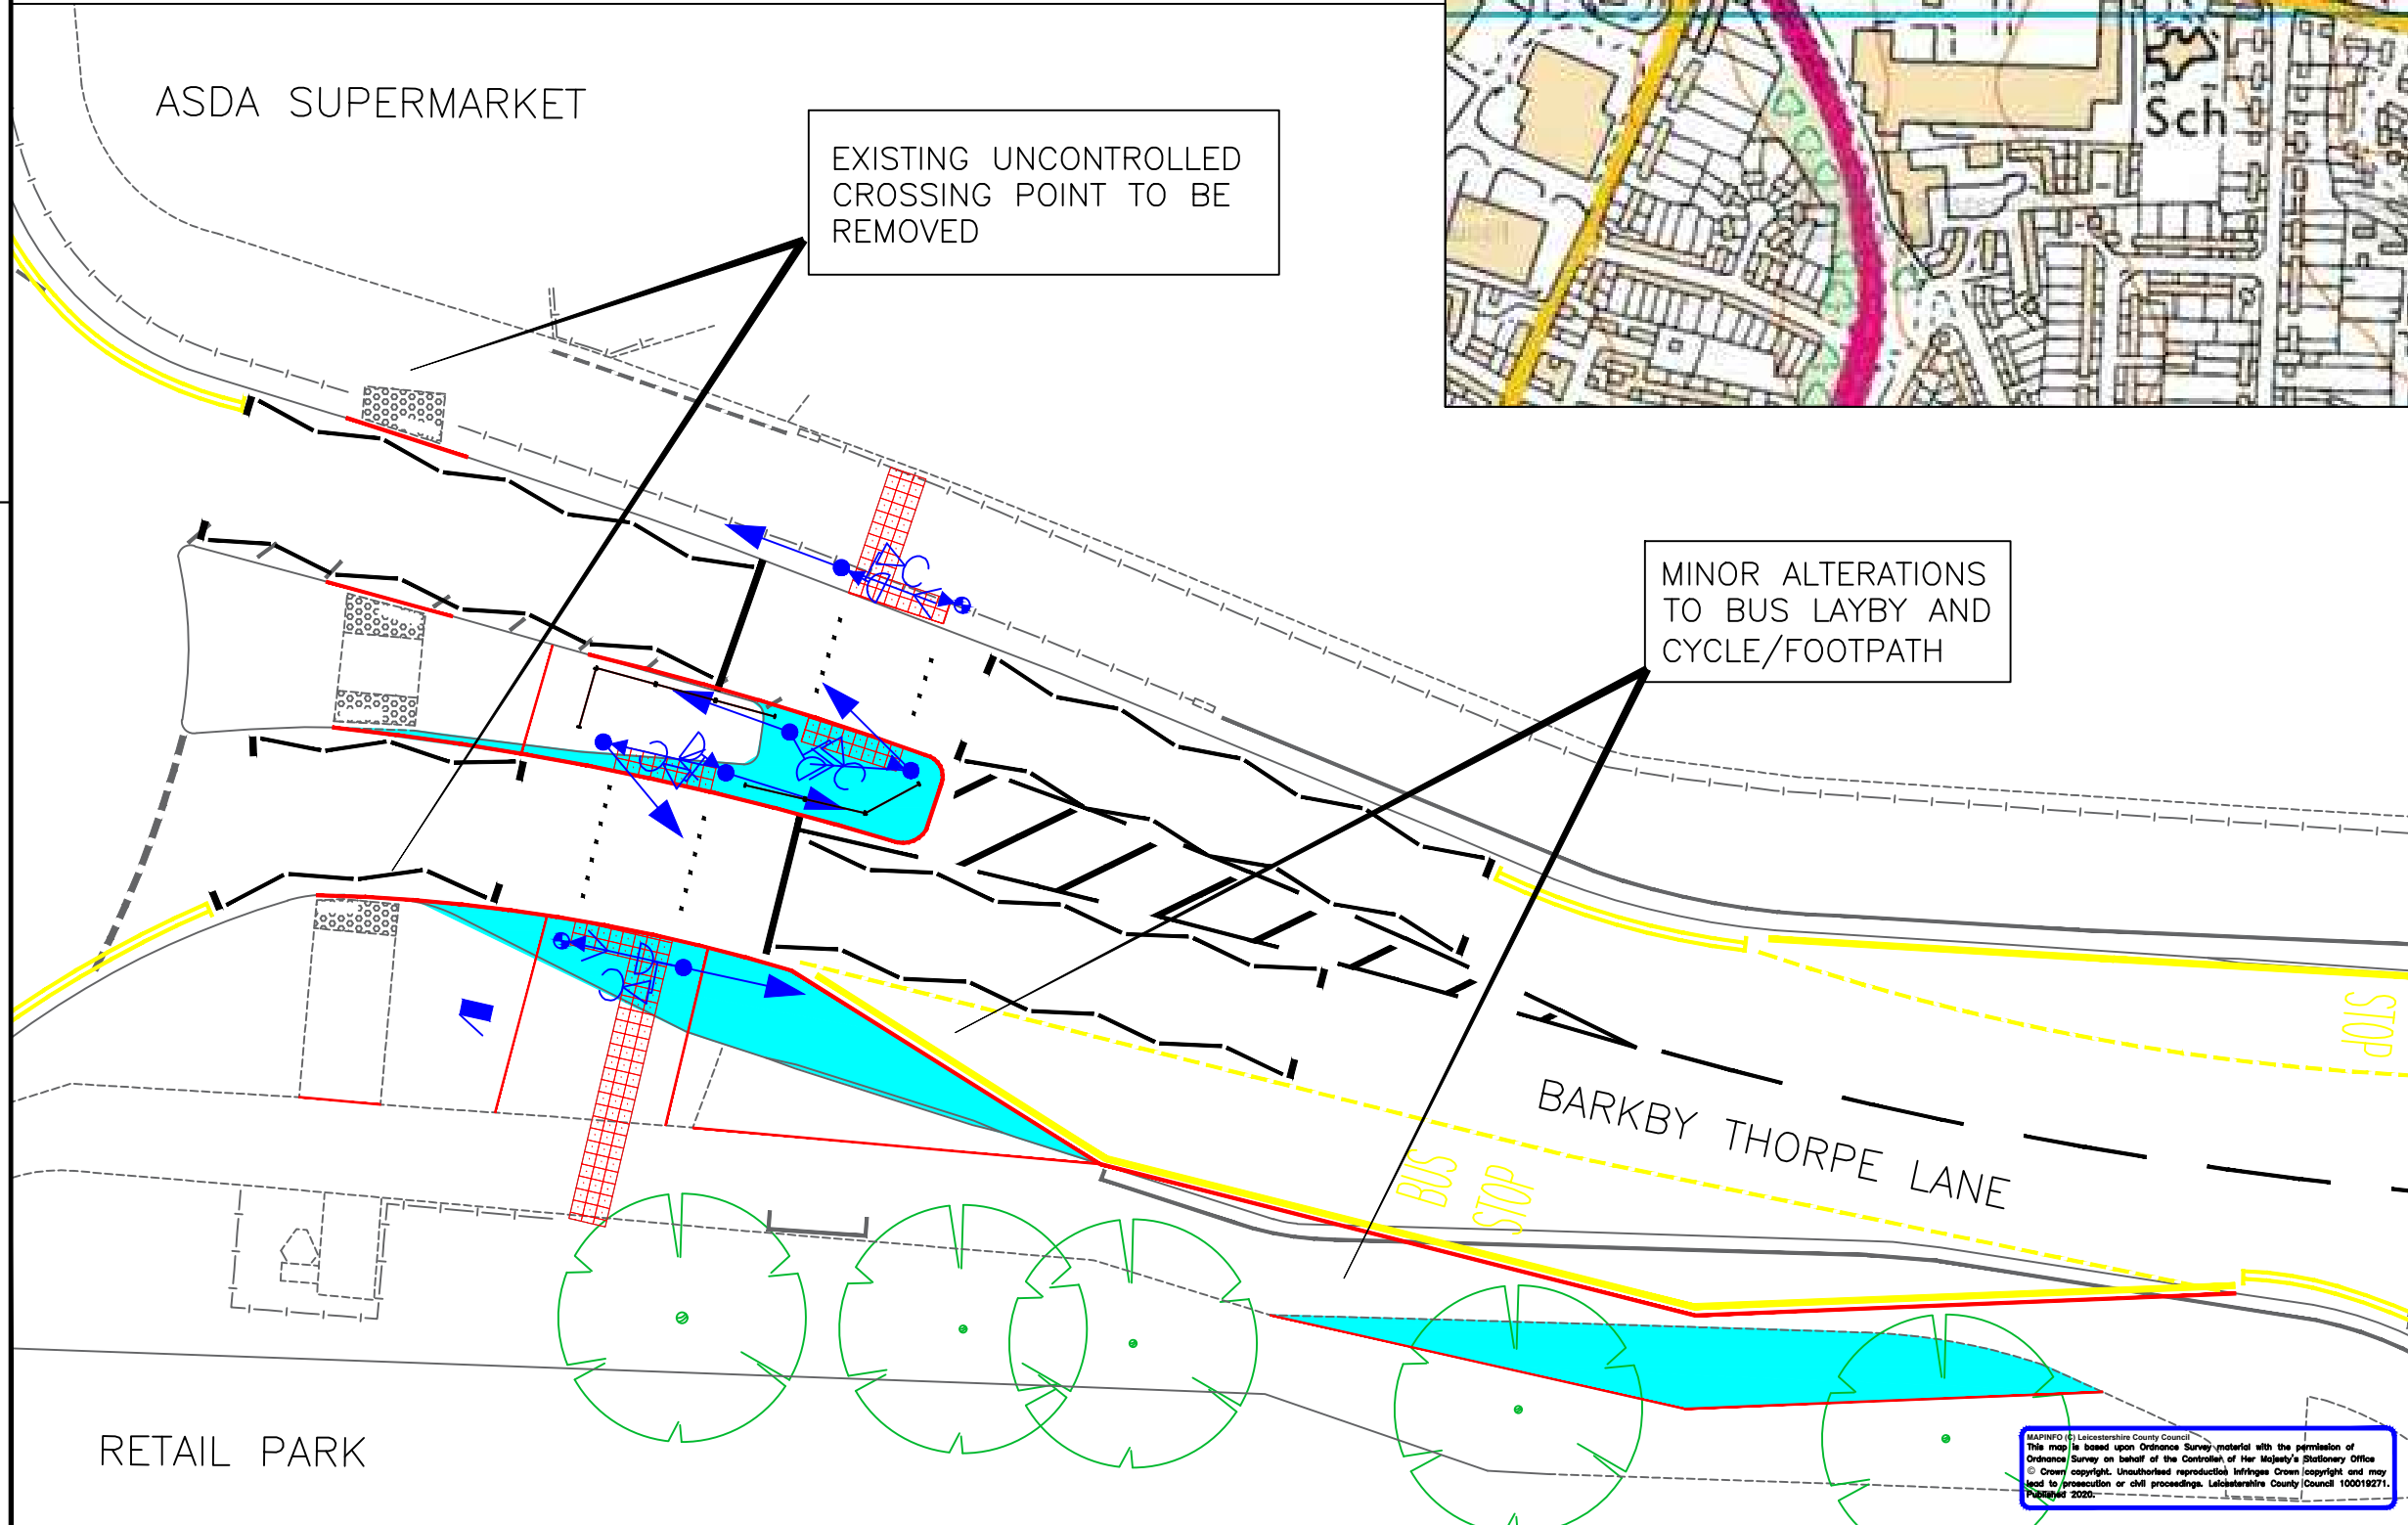 ASDA SUPERMARKET
EXISTING UNCONTROLLED
CROSSING POINT TO BE
REMOVED
Sch
MINOR ALTERATIONS
TO BUS LAYBY AND
CYCLE/FOOTPATH
STOP
BARKBY THORPE LANE
BUS
STOP
RETAIL PARK
MAPINFO (C) Leicestershire County Council
This map is based upon Ordnance Survey material with the permission of
Ordnance Survey on behalf of the Controller of Her Majesty's Stationery Office
© Crown copyright. Unauthorised reproduction infringes Crown copyright and may
lead to prosecution or civil proceedings. Leicestershire County Council 100019271.
Published 2020.